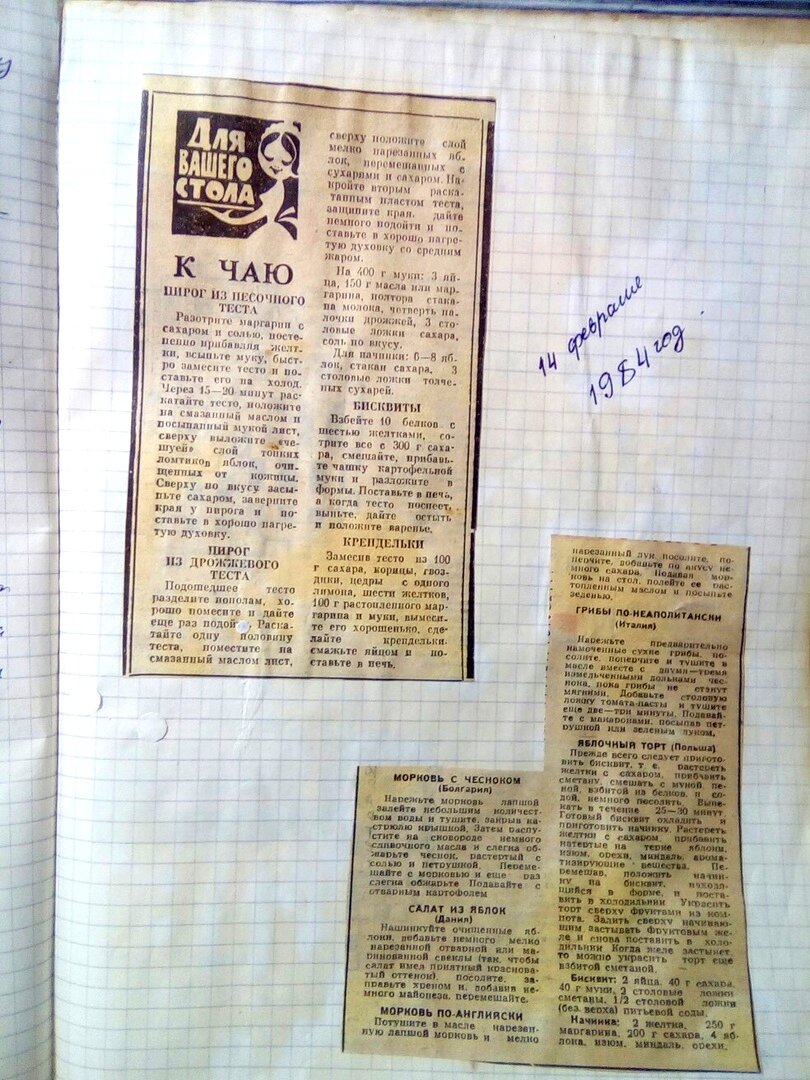 Для
ВАШЕГО
СТОЛА
К ЧАЮ
ПИРОГ ИЗ ПЕСОЧНОГО
ТЕСТА
Разотрите маргарин с
сахаром и солью, посте-
пенно прибавляя желт-
ки, всыпьте муку, быст-
ро замесите тесто и по-
ставьте его на холод.
Через 15—20 минут рас-
катайте тесто, положите
на смазанный маслом и
посыпанный мукой лист,
сверху выложите «че-
шуей» слой тонких
ломтиков яблок, очи-
щенных от кожицы.
Сверху по вкусу засы-
пьте сахаром, заверните
края у пирога и по-
ставьте в хорошо нагре-
тую духовку.
ПИРОГ
ИЗ ДРОЖЖЕВОГО
ТЕСТА
Подошедшее тесто
разделите пополам, хо-
рошо помесите и дайте
еще раз подой . Раска-
тайте одну половину
теста, поместите на
смазанный маслом лист,
сверху положите слой
мелко нарезанных яб-
лок, перемешанных с
сухарями и сахаром. На-
кройте вторым раска-
танным пластом теста,
защипите края, дайте
немного подойти и по-
ставьте в хорошо нагре-
тую духовку со средним
жаром.
На 400 г муки: 3 яй-
ца, 150 г масла или мар-
гарина, полтора стака-
на молока, четверть па-
лочки дрожжей, 3 сто-
ловые ложки сахара,
соль по вкусу.
Для начинки: 6—8 яб-
лок, стакан сахара, 3
столовые ложки толче-
ных сухарей.
БИСКВИТЫ
Взбейте 10 белков с
шестью желтками, со-
трите все с 300 г саха-
ра, смешайте, прибавь-
те чашку картофельной
муки и разложите в
формы. Поставьте в печь,
а когда тесто поспеет,
выньте, дайте остыть
и положите варенье.
КРЕНДЕЛЬКИ
Замесив тесто из 100
г сахара, корицы, гвоз-
дики, цедры с одного
лимона, шести желтков,
100 г растопленного мар-
гарина и муки, вымеси-
те его хорошенько, сде-
лайте крендельки,
смажьте яйцом и по-
ставьте в печь.
14 февраля
1984 год.
МОРКОВЬ С ЧЕСНОКОМ
(Болгария)
Нарежьте морковь лапшой
залейте небольшим количест-
вом воды и тушите, закрыв ка-
стрюлю крышкой. Затем распу-
стите на сковороде немного
сливочного масла и слегка об-
жарьте чеснок, растертый с
солью и петрушкой. Переме-
шайте с морковью и еще раз
слегка обжарьте Подавайте с
отварным картофелем
САЛАТ ИЗ ЯБЛОК
(Дания)
Нашинкуйте очищенные яб-
локи, добавьте немного мелко
нарезанной отварной или ма-
ринованной свеклы (так, чтобы
салат имел приятный краснова-
тый оттенок), посолите, за-
правьте хреном и, добавив не-
много майонеза, перемешайте.
МОРКОВЬ ПО-АНГЛИЙСКИ
Потушите в масле нарезан-
ную лапшой морковь и мелко
нарезанный лук, посолите, по-
перчите, добавьте по вкусу не-
много сахара. Подавая мор-
ковь на стол, полейте ее рас-
топленным маслом и посыпьте
зеленью.
ГРИБЫ ПО-НЕАПОЛИТАНСКИ
(Италия)
Нарежьте предварительно
намоченные сухие грибы, по-
солите, поперчите и тушите в
масле вместе с двумя—тремя
измельченными дольками чес-
нока, пока грибы не станут
мягкими. Добавьте столовую
ложку томата-пасты и тушите
еще две—три минуты. Подавай-
те с макаронами, посыпав пет-
рушкой или зеленым луком.
ЯБЛОЧНЫЙ ТОРТ (Польша)
Прежде всего следует пригото-
вить бисквит, т. е. растереть
желтки с сахаром, прибавить
сметану, смешать с мукой пе-
ной, взбитой из белков, и со-
дой, немного посолить. Выпе-
кать в течение 25—30 минут
Готовый бисквит охладить и
приготовить начинку. Растереть
желтки с сахаром, прибавить
натертые на терке яблоки,
изюм, орехи, миндаль, арома-
тизирующие вещества. Пе-
ремешав, положить начин-
ку на бисквит, находя-
щийся в форме, и поста-
вить в холодильник Украсить
торт сверху фруктами из ком-
пота. Залить сверху начинаю-
щим застывать фруктовым же-
ле и снова поставить в холо-
дильник Когда желе застынет,
то можно украсить торт еще
взбитой сметаной.
Бисквит: 2 яйца, 40 г сахара,
40 г муки, 2 столовые ложки
сметаны, 1/2 столовой ложки
(без верха) питьевой соды.
Начинка: 2 желтка, 250 г
маргарина, 200 г сахара, 4 яб-
лока, изюм, миндаль, орехи,